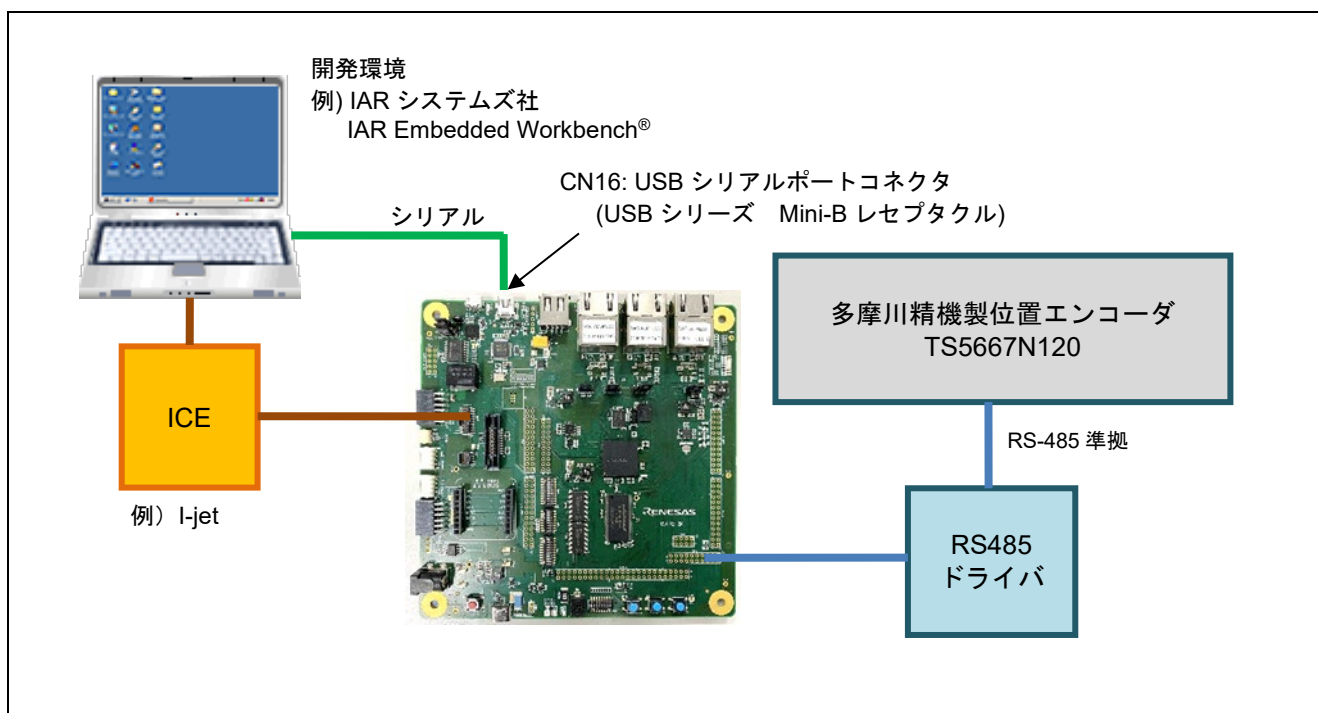 開発環境
例) IAR システムズ社
IAR Embedded Workbench®
CN16: USB シリアルポートコネクタ
(USB シリーズ　Mini-B レセプタクル)
シリアル
多摩川精機製位置エンコーダ
TS5667N120
ICE
RS-485 準拠
例）I-jet
RENESAS
RS485
ドライバ